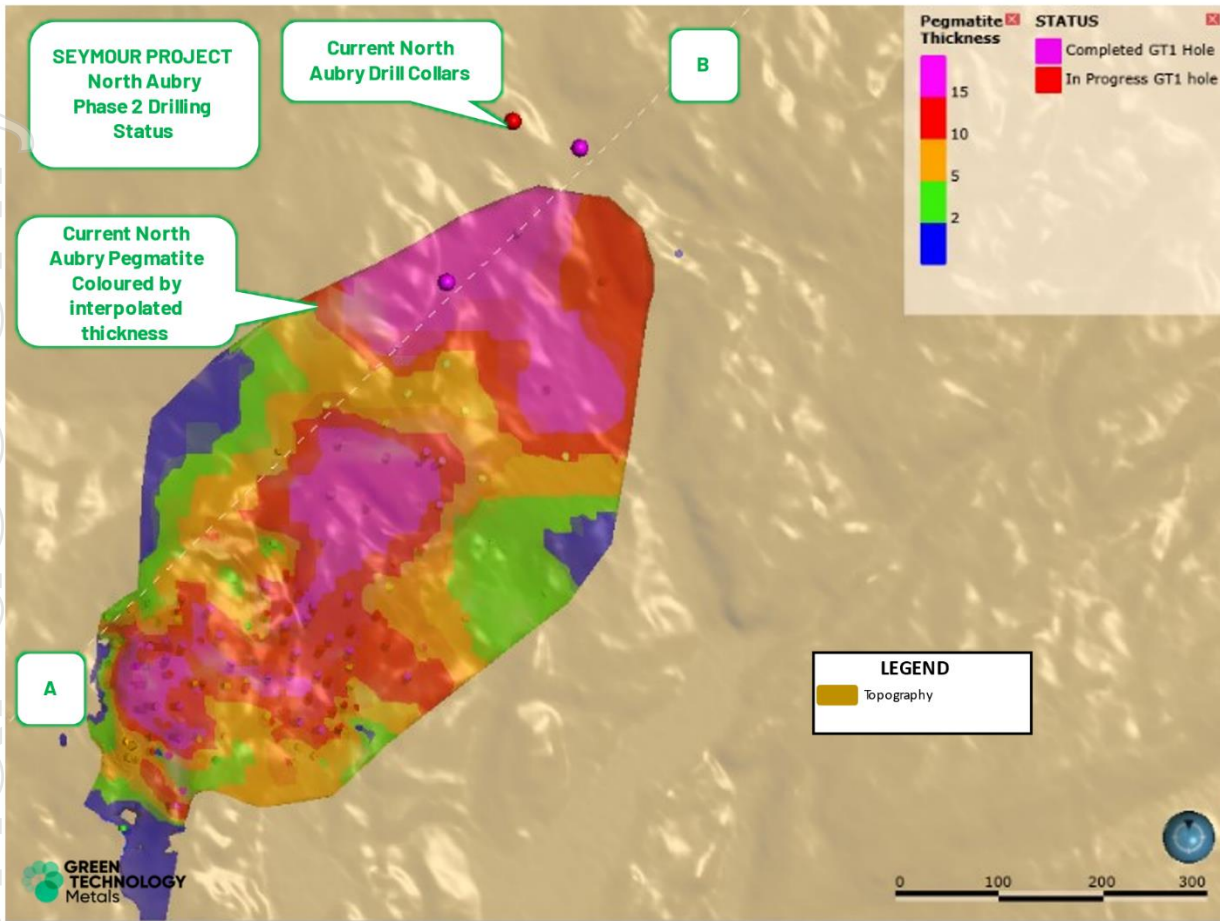 SEYMOUR PROJECT
North Aubry
Phase 2 Drilling
Status
Current North
Aubry Drill Collars
B
Pegmatite
Thickness
15
10
5
2
STATUS
Completed GT1 Hole
In Progress GT1 hole
Current North
Aubry Pegmatite
Coloured by
interpolated
thickness
A
LEGEND
Topography
GREEN
TECHNOLOGY
Metals
0 100 200 300